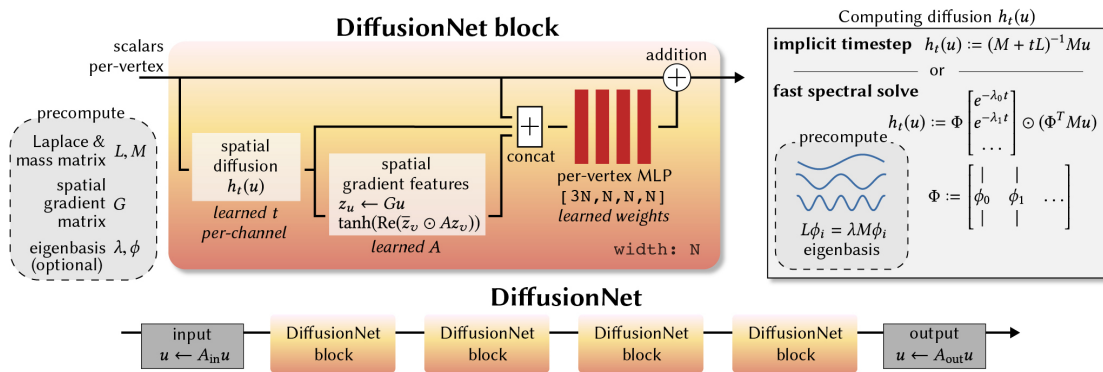 DiffusionNet block
scalars
per-vertex
addition
precompute
Laplace &
mass matrix
L, M
spatial
gradient
matrix
G
eigenbasis
(optional)
λ, ϕ
spatial
diffusion
h_t(u)
learned t
per-channel
spatial
gradient features
z_u ← Gu
tanh(Re(z̅_v ⊙ Az_v))
learned A
+
concat
per-vertex MLP
[3N,N,N,N]
learned weights
width: N
Computing diffusion h_t(u)
implicit timestep h_t(u) := (M + tL)^{-1}Mu
or
fast spectral solve
h_t(u) := Φ [e^{-λ_0 t} e^{-λ_1 t} ...] ⊙ (Φ^T Mu)
precompute
Lϕ_i = λMϕ_i
eigenbasis
Φ := [ϕ_0 ϕ_1 ...]
DiffusionNet
input
u ← A_in u
DiffusionNet
block
DiffusionNet
block
DiffusionNet
block
DiffusionNet
block
output
u ← A_out u